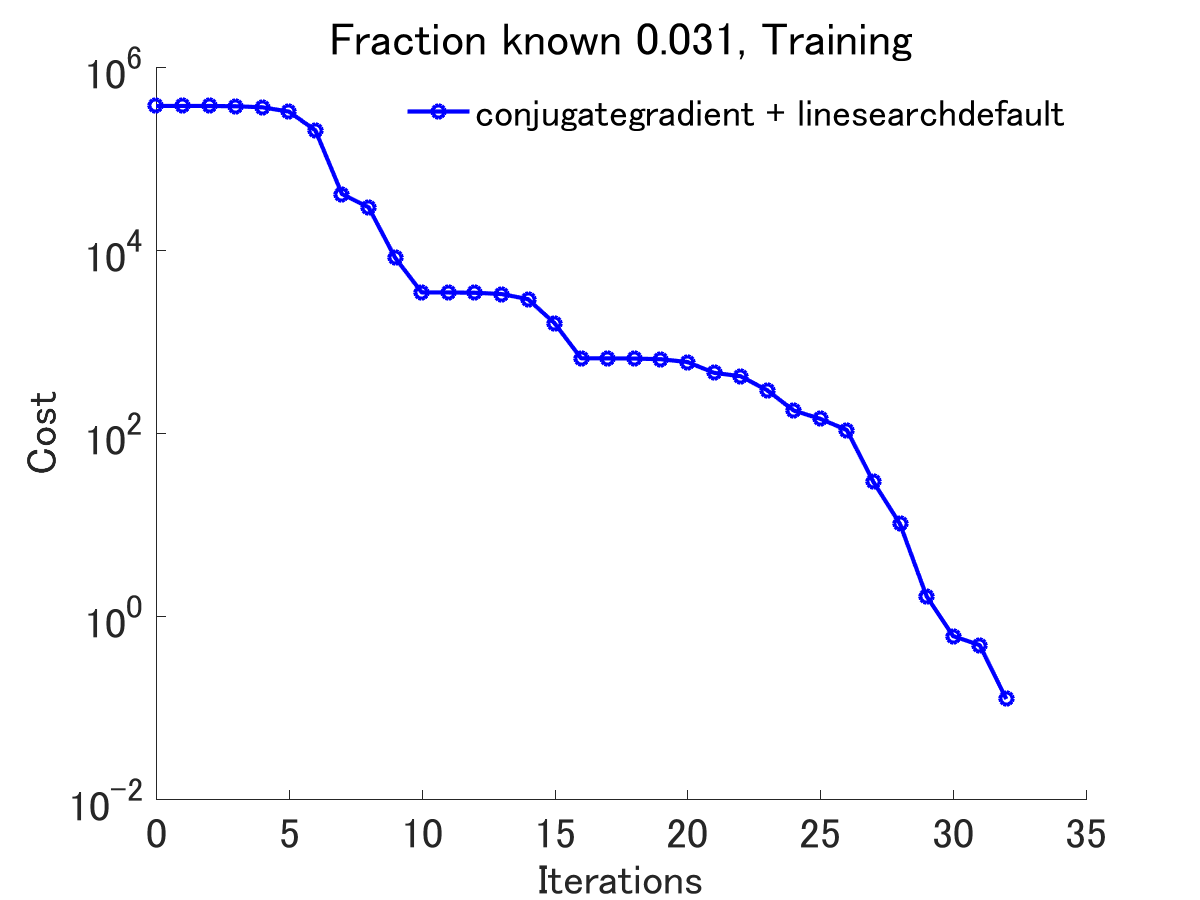 Fraction known 0.031, Training
conjugategradient + linesearchdefault
10^6
10^4
10^2
10^0
10^-2
Cost
0 5 10 15 20 25 30 35
Iterations